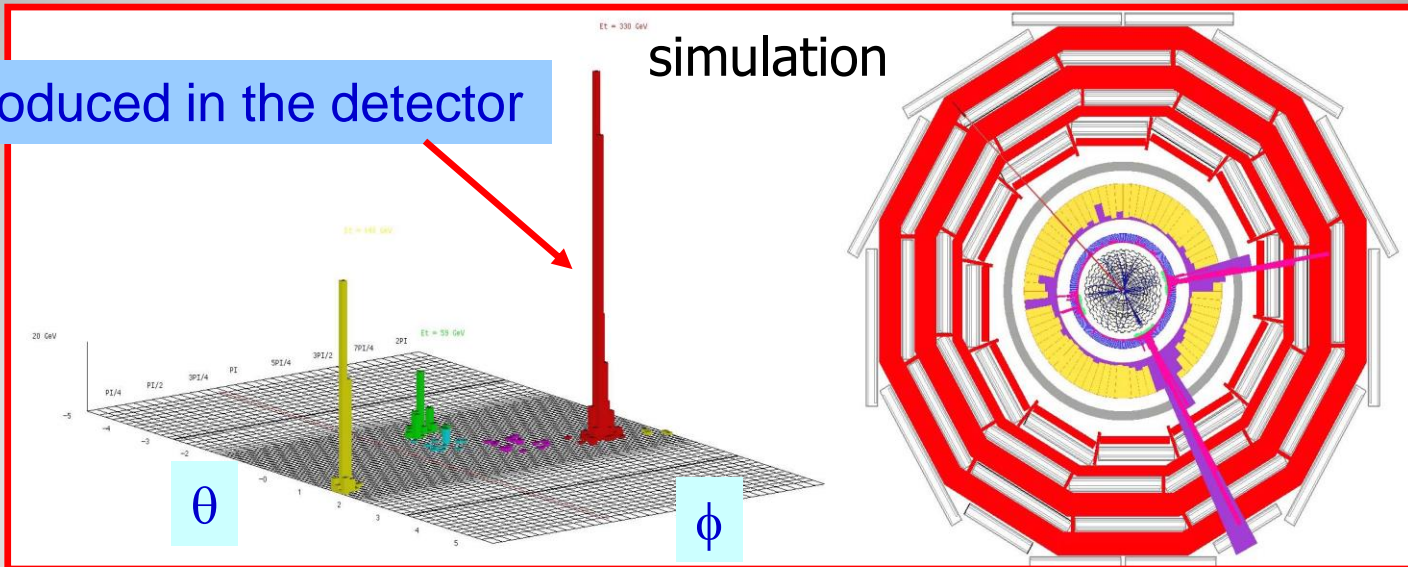 Et = 330 GeV
simulation
oduced in the detector
Et = 59 GeV
20 GeV
PI/4
PI/2
3PI/4
PI
5PI/4
3PI/2
7PI/4
2PI
-5
-4
-3
-2
-0
1
2
3
4
5
θ
ϕ